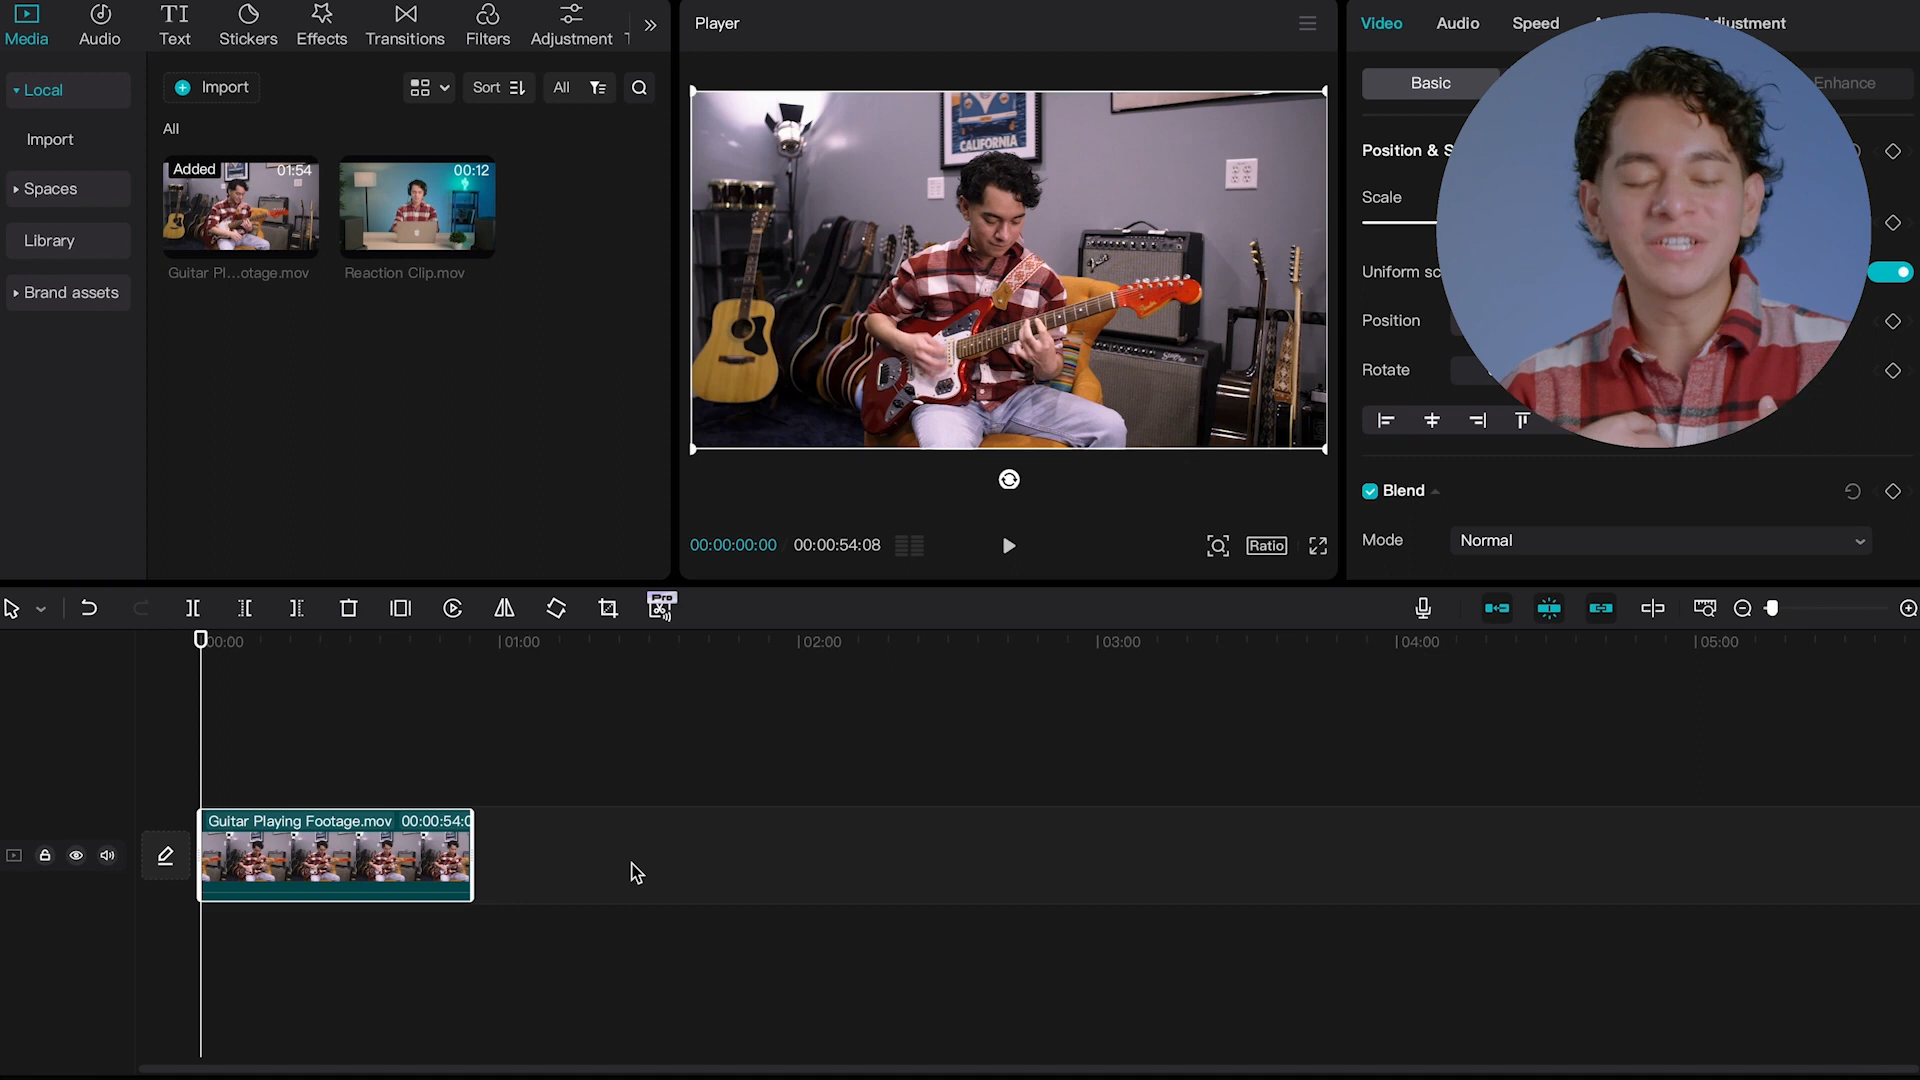 Media
Audio
Text
Stickers
Effects
Transitions
Filters
Adjustment
Local
Import
Spaces
Library
Brand assets
Import
Sort
All
All
Added
01:54
00:12
Guitar Pl...otage.mov
Reaction Clip.mov
Player
CALIFORNIA
00:00:00:00
00:00:54:08
Ratio
Video
Audio
Speed
djustment
Basic
Enhance
Position & S
Scale
Uniform sc
Position
Rotate
Blend
Mode
Normal
Pro
00:00
01:00
02:00
03:00
04:00
05:00
Guitar Playing Footage.mov 00:00:54:0